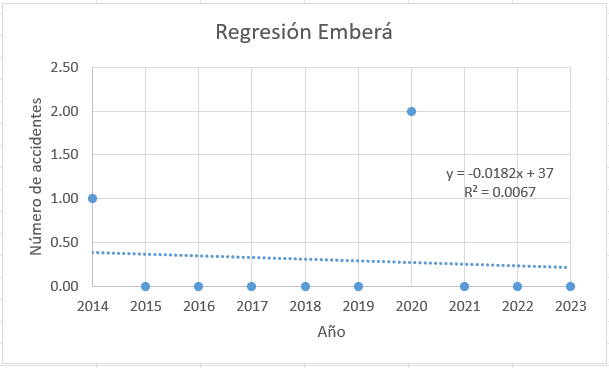 Regresión Emberá
2.50
2.00
1.50
1.00
0.50
0.00
Número de accidentes
y = -0.0182x + 37
R² = 0.0067
2014 2015 2016 2017 2018 2019 2020 2021 2022 2023
Año